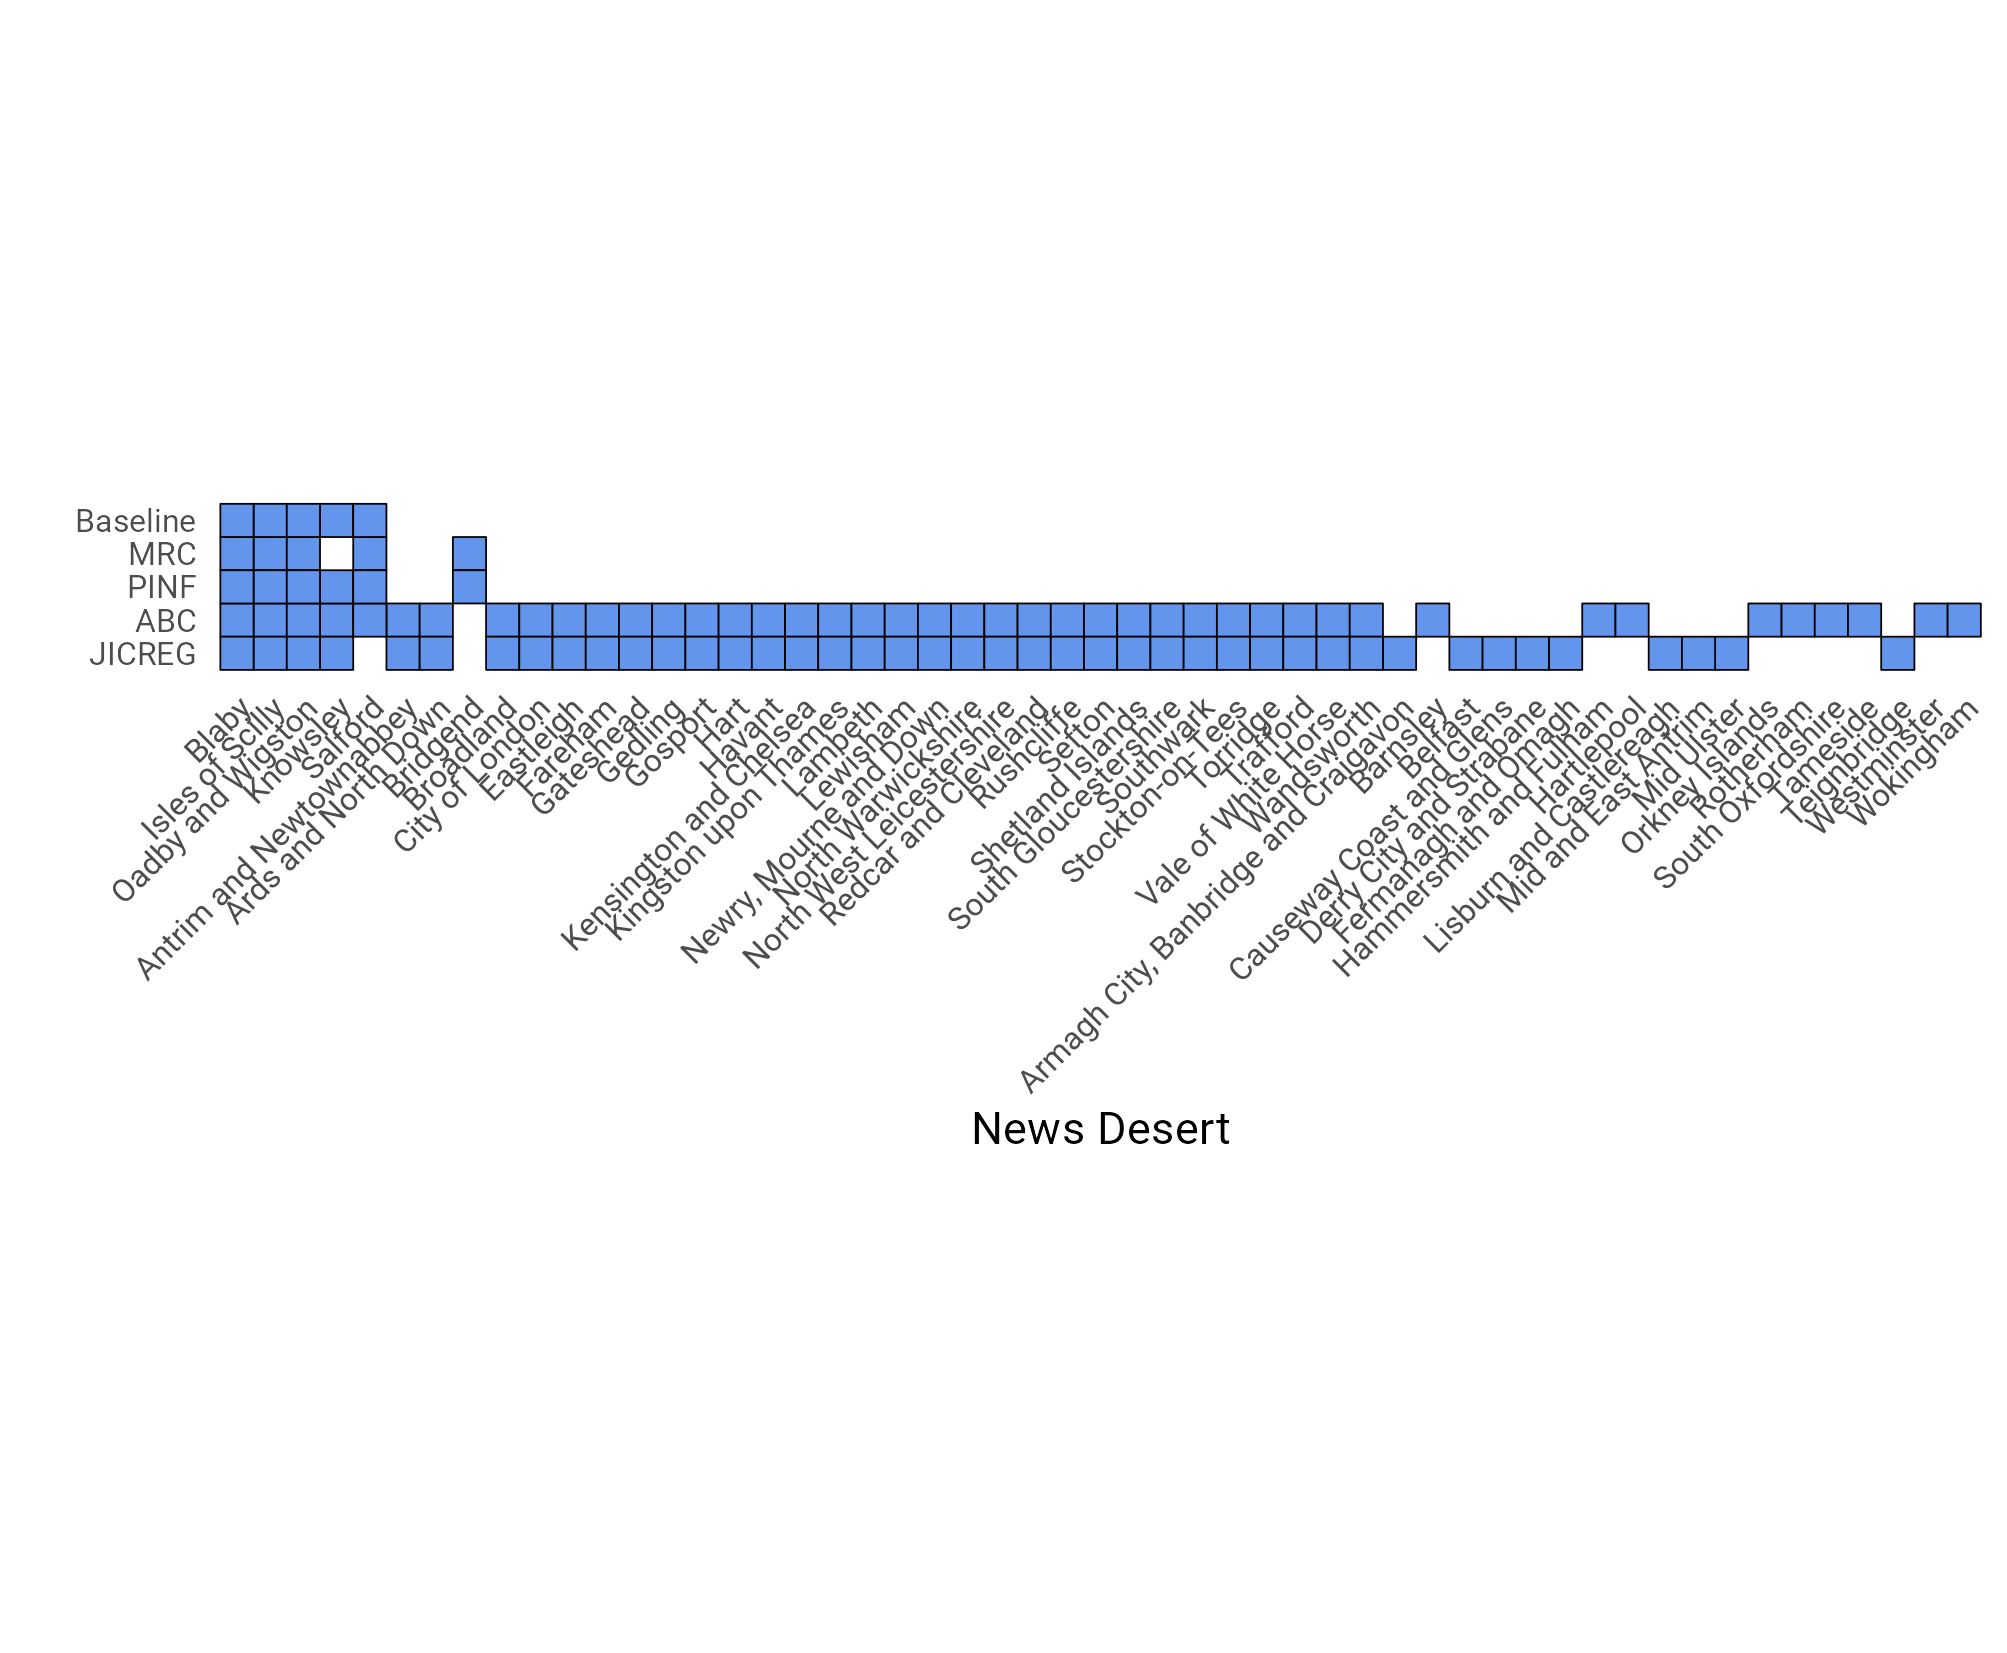 Baseline
MRC
PINF
ABC
JICREG
Blaby
Isles of Scilly
Oadby and Wigston
Knowsley
Salford
Antrim and Newtownabbey
Ards and North Down
Bridgend
Broadland
City of London
Eastleigh
Fareham
Gateshead
Gedling
Gosport
Hart
Havant
Kensington and Chelsea
Kingston upon Thames
Lambeth
Lewisham
Newry, Mourne and Down
North Warwickshire
North West Leicestershire
Redcar and Cleveland
Rushcliffe
Sefton
Shetland Islands
South Gloucestershire
Southwark
Stockton-on-Tees
Torridge
Trafford
Vale of White Horse
Wandsworth
Armagh City, Banbridge and Craigavon
Barnsley
Belfast
Causeway Coast and Glens
Derry City and Strabane
Fermanagh and Omagh
Hammersmith and Fulham
Hartlepool
Lisburn and Castlereagh
Mid and East Antrim
Mid Ulster
Orkney Islands
Rotherham
South Oxfordshire
Tameside
Teignbridge
Westminster
Wokingham
News Desert